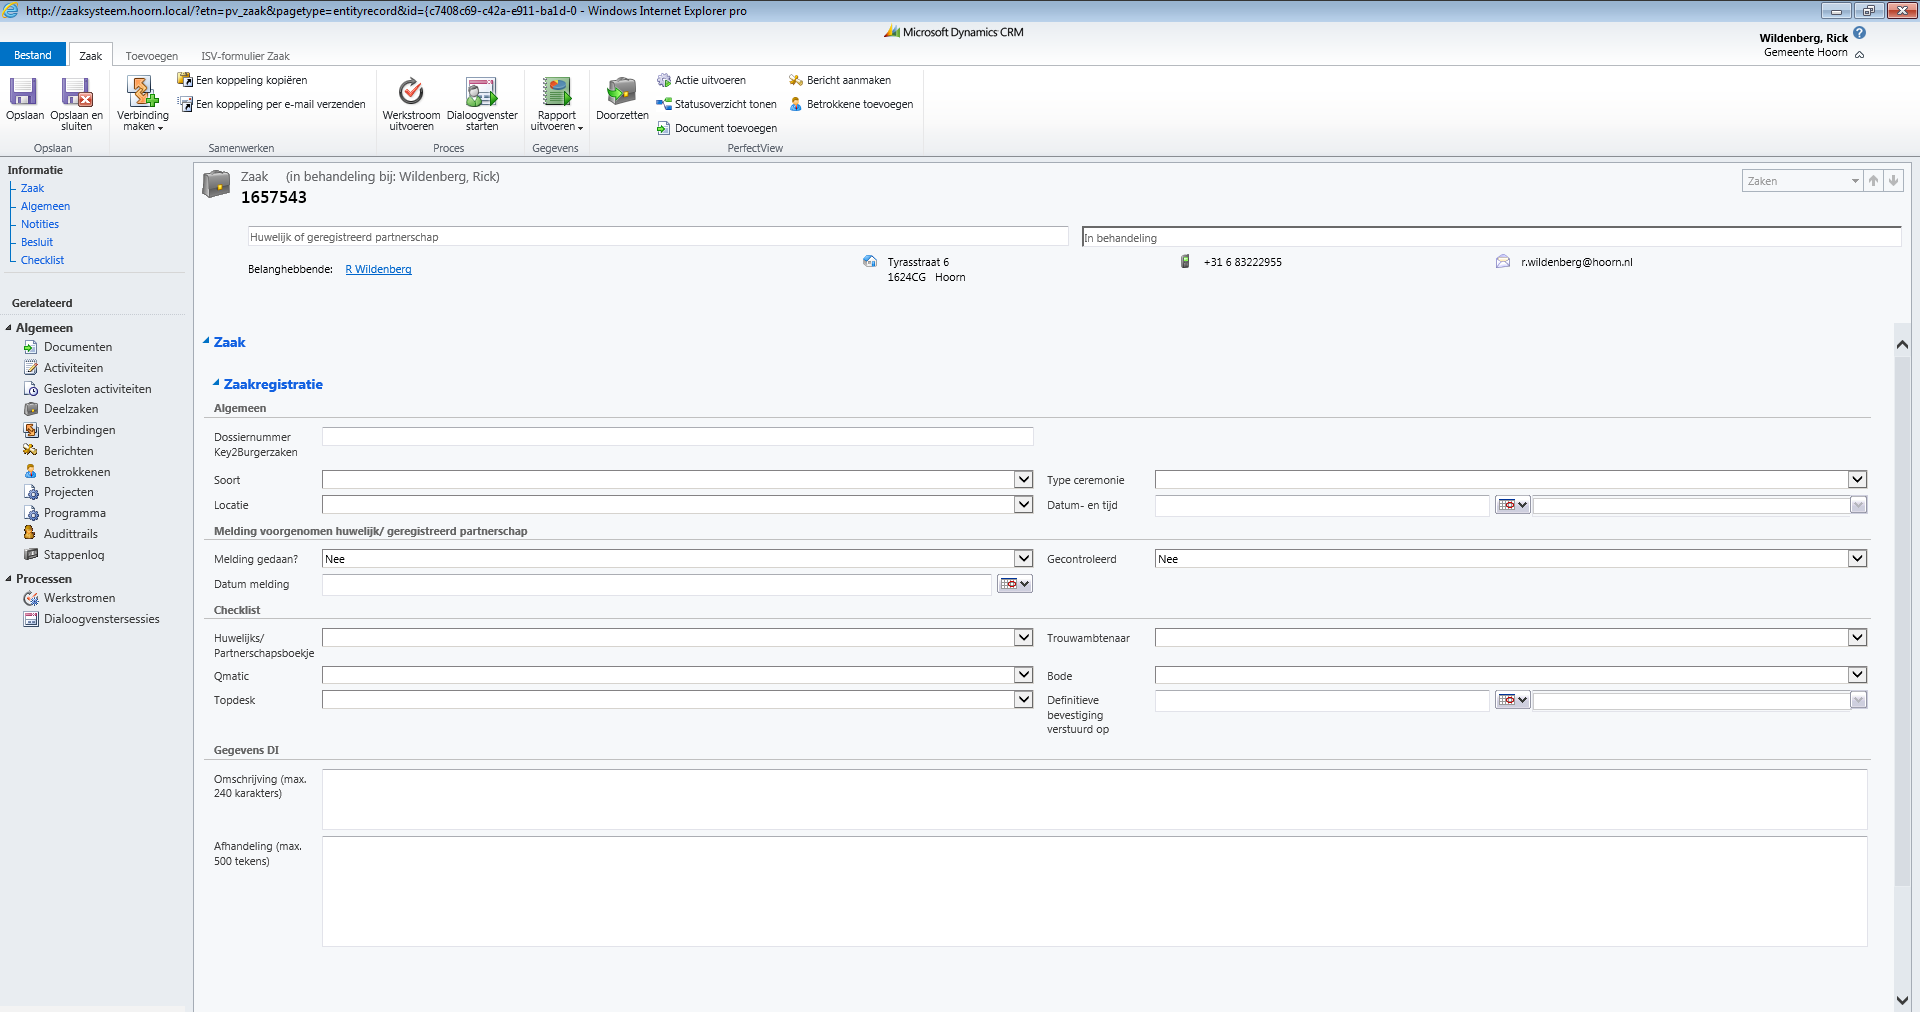 http://zaaksysteem.hoorn.local/?etn=pv_zaak&pagetype=entityrecord&id={c7408c69-c42a-e911-ba1d-0 - Windows Internet Explorer pro
Microsoft Dynamics CRM
Wildenberg, Rick
Gemeente Hoorn
Bestand
Zaak
Toevoegen
ISV-formulier Zaak
Opslaan
Opslaan en sluiten
Verbinding maken
Een koppeling kopiëren
Een koppeling per e-mail verzenden
Werkstroom uitvoeren
Dialoogvenster starten
Rapport uitvoeren
Doorzetten
Actie uitvoeren
Statusoverzicht tonen
Document toevoegen
Bericht aanmaken
Betrokkene toevoegen
Opslaan
Samenwerken
Proces
Gegevens
PerfectView
Informatie
Zaak
Algemeen
Notities
Besluit
Checklist
Gerelateerd
Algemeen
Documenten
Activiteiten
Gesloten activiteiten
Deelzaken
Verbindingen
Berichten
Betrokkenen
Projecten
Programma
Audittrails
Stappenlog
Processen
Werkstromen
Dialoogvenstersessies
Zaak (in behandeling bij: Wildenberg, Rick)
1657543
Zaken
Huwelijk of geregistreerd partnerschap
In behandeling
Belanghebbende: R Wildenberg
Tyrasstraat 6
1624CG Hoorn
+31 6 83222955
r.wildenberg@hoorn.nl
Zaak
Zaakregistratie
Algemeen
Dossiernummer
Key2Burgerzaken
Soort
Type ceremonie
Locatie
Datum- en tijd
Melding voorgenomen huwelijk/ geregistreerd partnerschap
Melding gedaan? Nee
Gecontroleerd Nee
Datum melding
Checklist
Huwelijks/
Partnerschapsboekje
Trouwambtenaar
Qmatic
Bode
Topdesk
Definitieve
bevestiging
verstuurd op
Gegevens DI
Omschrijving (max.
240 karakters)
Afhandeling (max.
500 tekens)